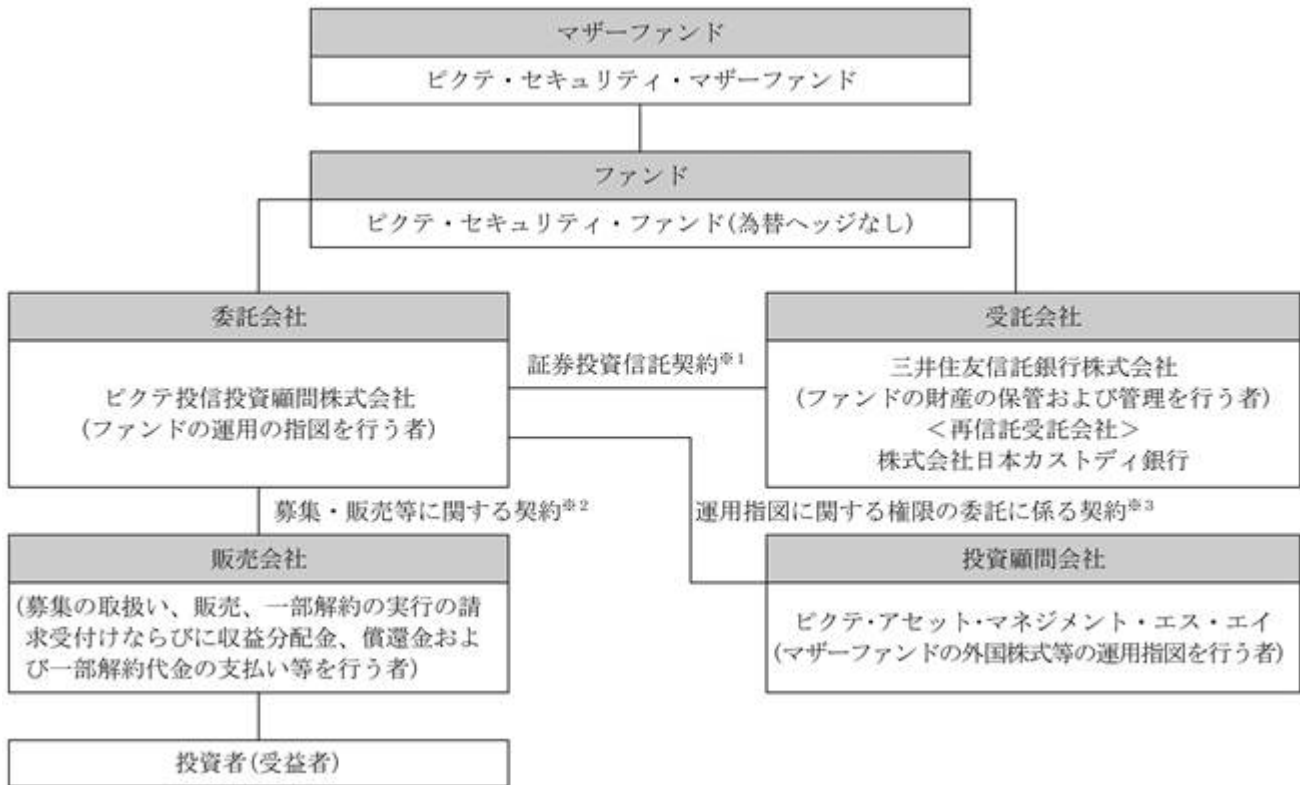 マザーファンド
ピクテ・セキュリティ・マザーファンド
ファンド
ピクテ・セキュリティ・ファンド(為替ヘッジなし)
委託会社
ピクテ投信投資顧問株式会社
(ファンドの運用の指図を行う者)
証券投資信託契約※1
受託会社
三井住友信託銀行株式会社
(ファンドの財産の保管および管理を行う者)
＜再信託受託会社＞
株式会社日本カストディ銀行
募集・販売等に関する契約※2
運用指図に関する権限の委託に係る契約※3
販売会社
(募集の取扱い、販売、一部解約の実行の請
求受付けならびに収益分配金、償還金およ
び一部解約代金の支払い等を行う者)
投資顧問会社
ピクテ・アセット・マネジメント・エス・エイ
(マザーファンドの外国株式等の運用指図を行う者)
投資者(受益者)